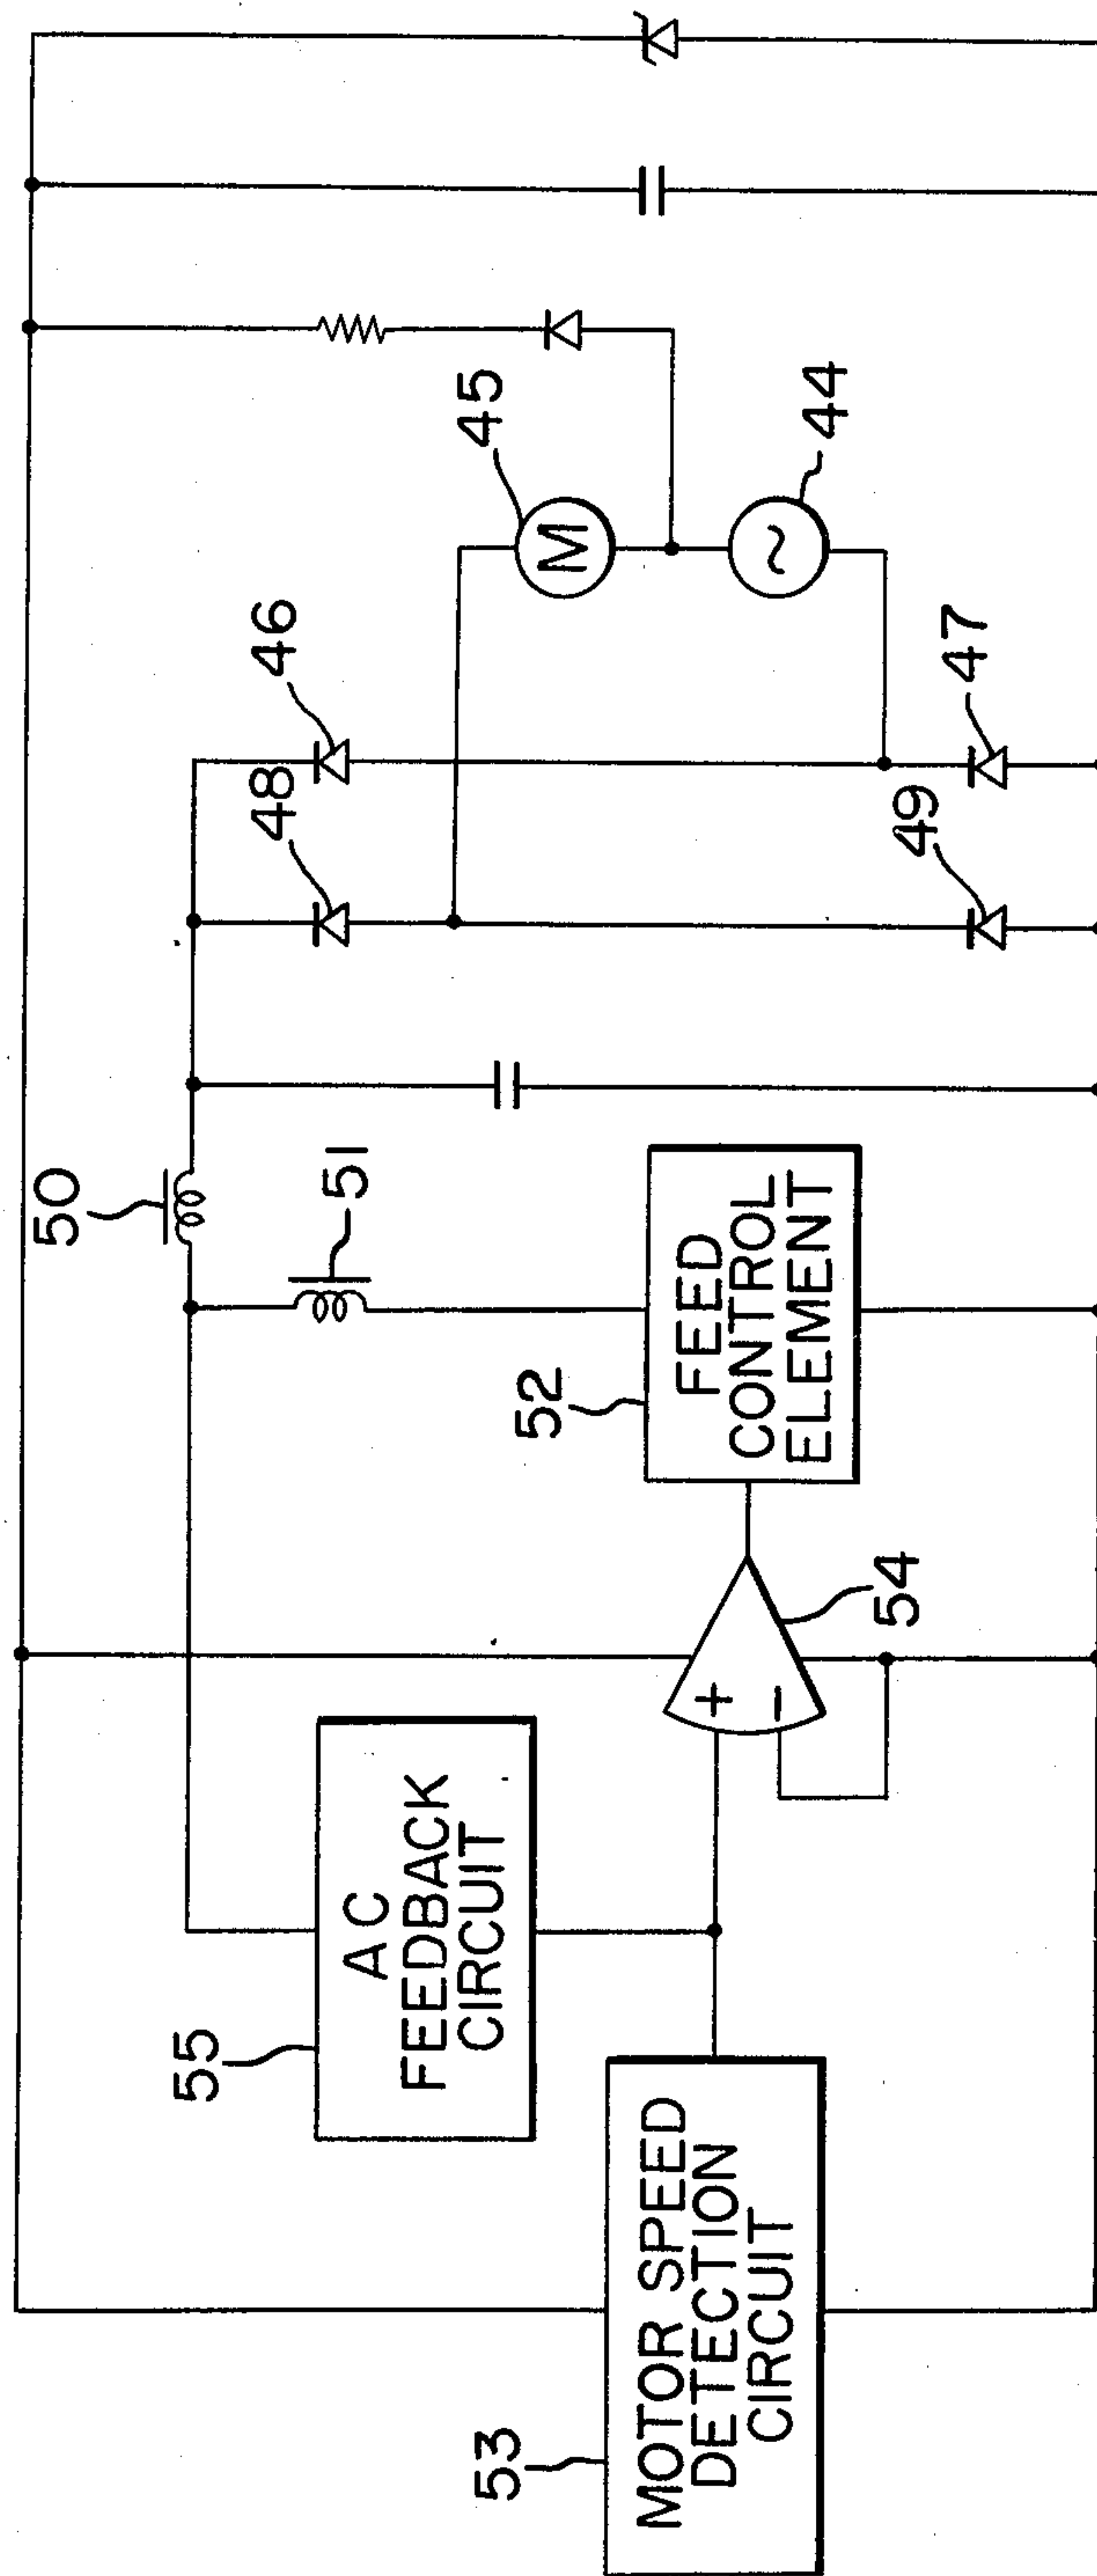 50
51
48
46
45
M
44
~
47
49
52
FEED
CONTROL
ELEMENT
54
+
−
55
AC
FEEDBACK
CIRCUIT
53
MOTOR SPEED
DETECTION
CIRCUIT